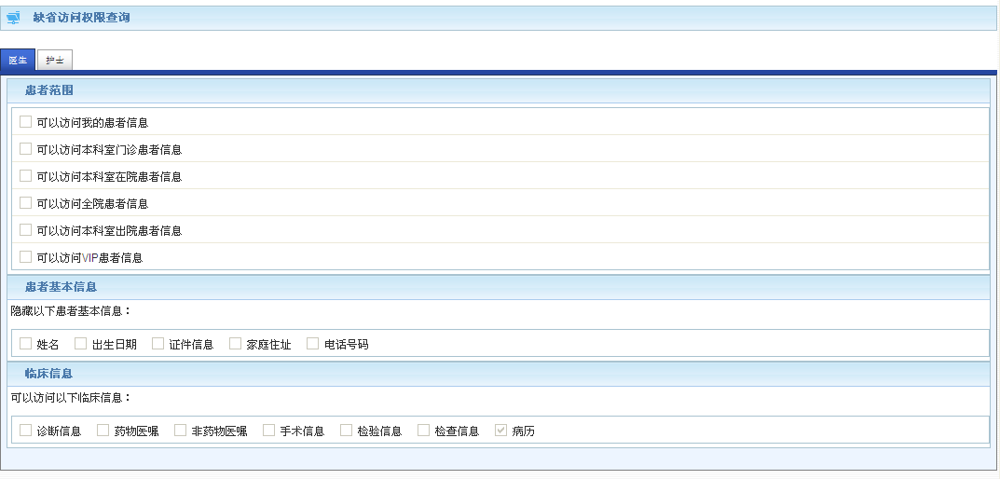 缺省访问权限查询
医生 护士
患者范围
可以访问我的患者信息
可以访问本科室门诊患者信息
可以访问本科室在院患者信息
可以访问全院患者信息
可以访问本科室出院患者信息
可以访问VIP患者信息
患者基本信息
隐藏以下患者基本信息：
姓名 出生日期 证件信息 家庭住址 电话号码
临床信息
可以访问以下临床信息：
诊断信息 药物医嘱 非药物医嘱 手术信息 检验信息 检查信息 病历